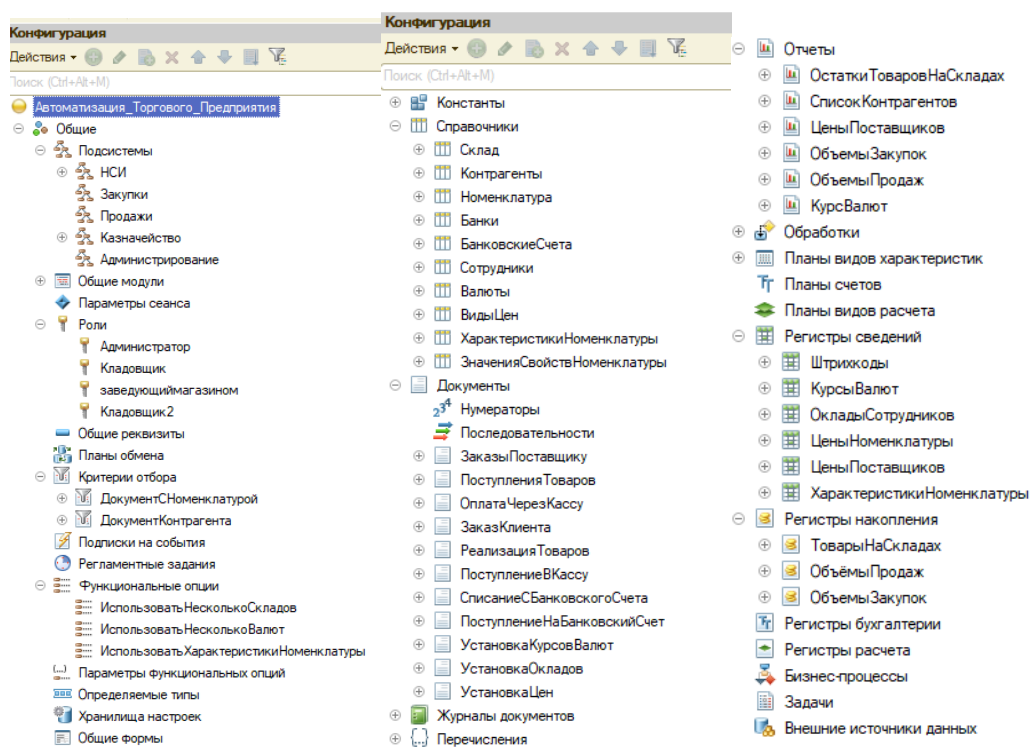 Конфигурация
Действия
Поиск (Ctrl+Alt+M)
Автоматизация_Торгового_Предприятия
Общие
Подсистемы
НСИ
Закупки
Продажи
Казначейство
Администрирование
Общие модули
Параметры сеанса
Роли
Администратор
Кладовщик
заведующиймагазином
Кладовщик2
Общие реквизиты
Планы обмена
Критерии отбора
ДокументСНоменклатурой
ДокументКонтрагента
Подписки на события
Регламентные задания
Функциональные опции
ИспользоватьНесколькоСкладов
ИспользоватьНесколькоВалют
ИспользоватьХарактеристикиНоменклатуры
Параметры функциональных опций
Определяемые типы
Хранилища настроек
Общие формы
Конфигурация
Действия
Поиск (Ctrl+Alt+M)
Константы
Справочники
Склад
Контрагенты
Номенклатура
Банки
БанковскиеСчета
Сотрудники
Валюты
ВидыЦен
ХарактеристикиНоменклатуры
ЗначенияСвойствНоменклатуры
Документы
Нумераторы
Последовательности
ЗаказыПоставщику
ПоступленияТоваров
ОплатаЧерезКассу
ЗаказКлиента
РеализацияТоваров
ПоступлениеВКассу
СписаниеСБанковскогоСчета
ПоступлениеНаБанковскийСчет
УстановкаКурсовВалют
УстановкаОкладов
УстановкаЦен
Журналы документов
Перечисления
Отчеты
ОстаткиТоваровНаСкладах
СписокКонтрагентов
ЦеныПоставщиков
ОбъемыЗакупок
ОбъемыПродаж
КурсВалют
Обработки
Планы видов характеристик
Планы счетов
Планы видов расчета
Регистры сведений
Штрихкоды
КурсыВалют
ОкладыСотрудников
ЦеныНоменклатуры
ЦеныПоставщиков
ХарактеристикиНоменклатуры
Регистры накопления
ТоварыНаСкладах
ОбъёмыПродаж
ОбъемыЗакупок
Регистры бухгалтерии
Регистры расчета
Бизнес-процессы
Задачи
Внешние источники данных